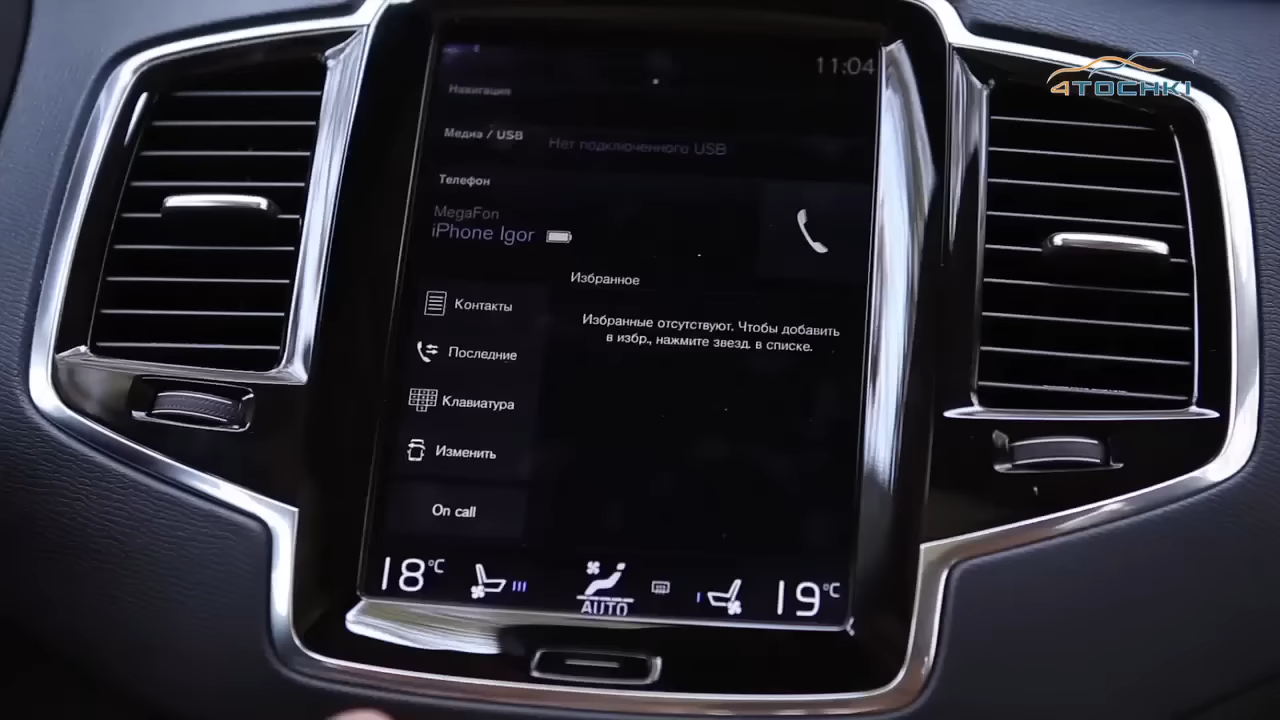 11:04
4TOCHKI
Навигация
Медиа / USB
Нет подключенного USB
Телефон
MegaFon
iPhone Igor
Избранное
Контакты
Избранные отсутствуют. Чтобы добавить
в избр., нажмите звезд. в списке.
Последние
Клавиатура
Изменить
On call
18°C
AUTO
19°C